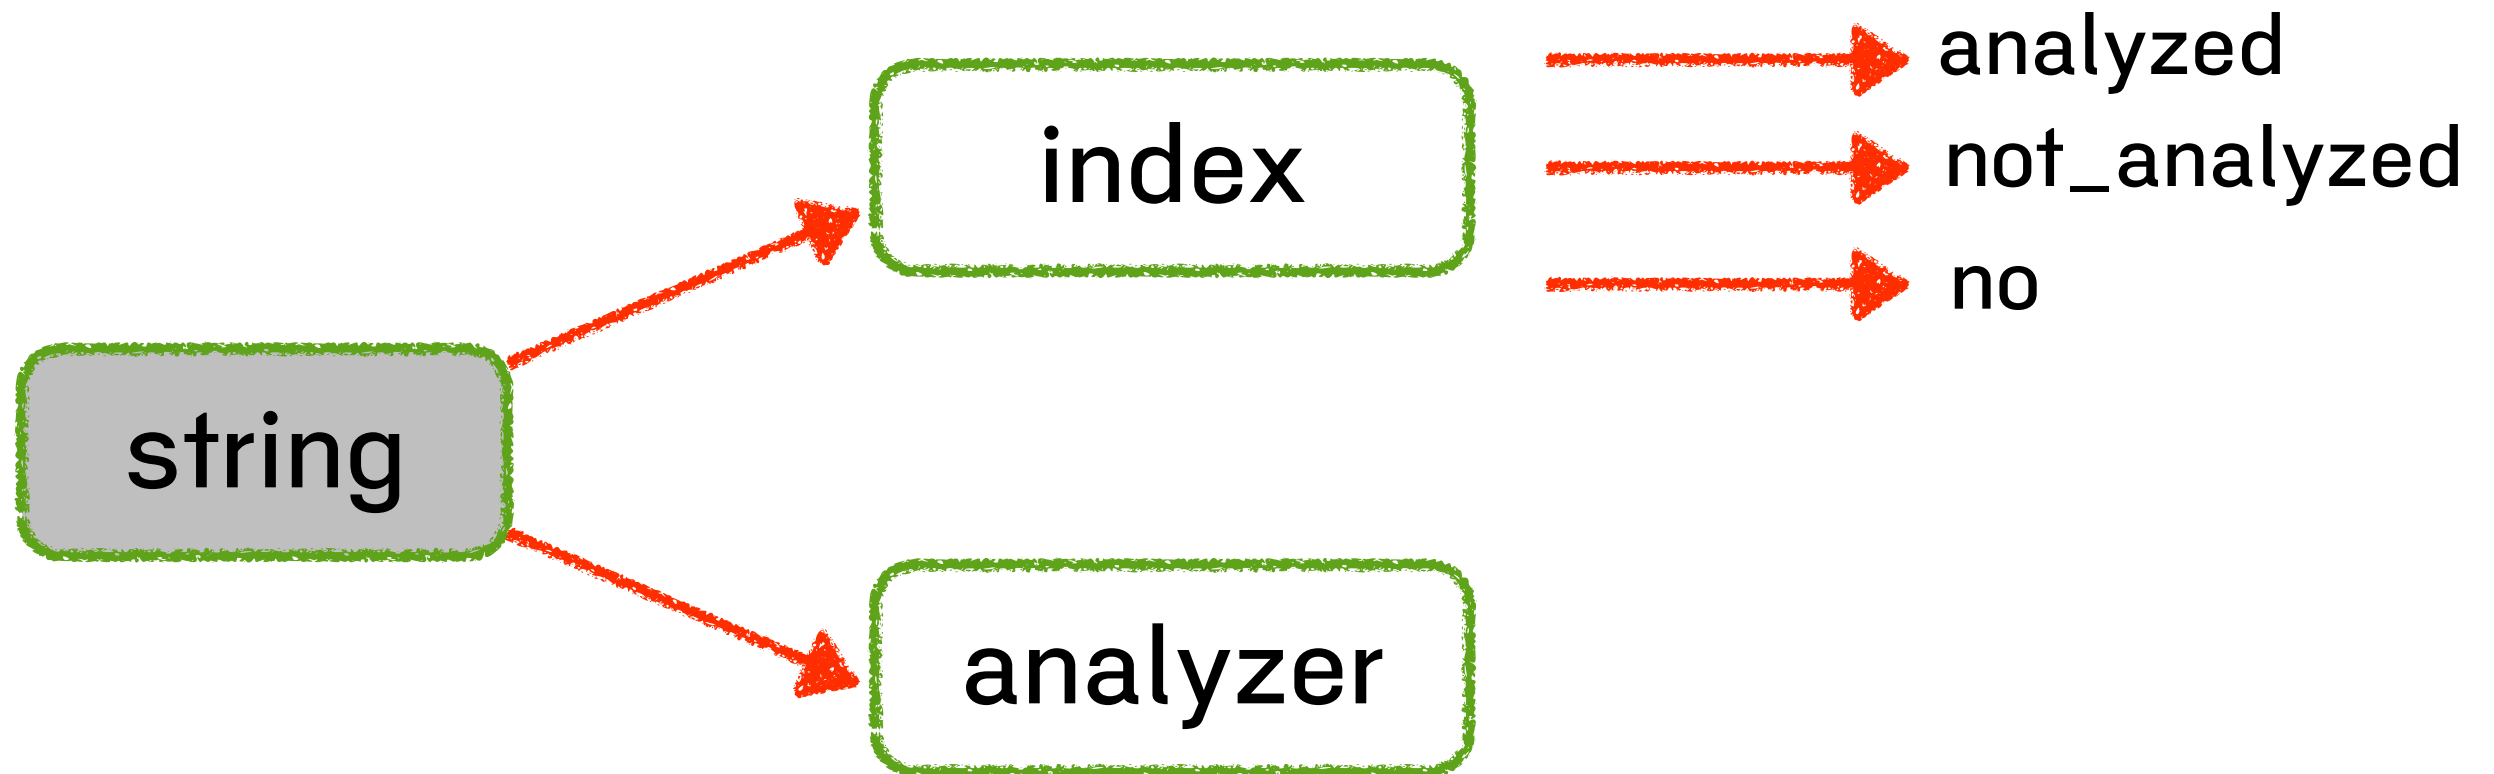 analyzed
index
not_analyzed
no
string
analyzer